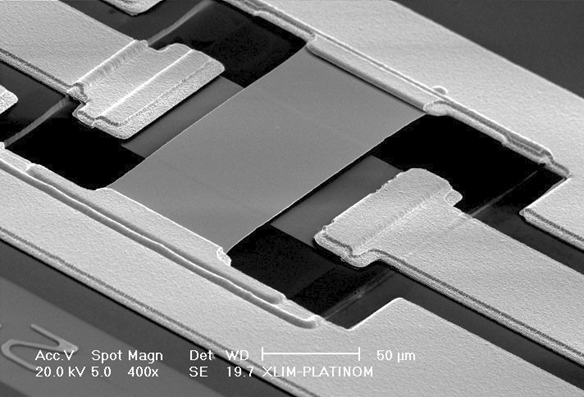 Acc.V Spot Magn Det WD 50 µm
20.0 kV 5.0 400x SE 19.7 XLIM-PLATINOM